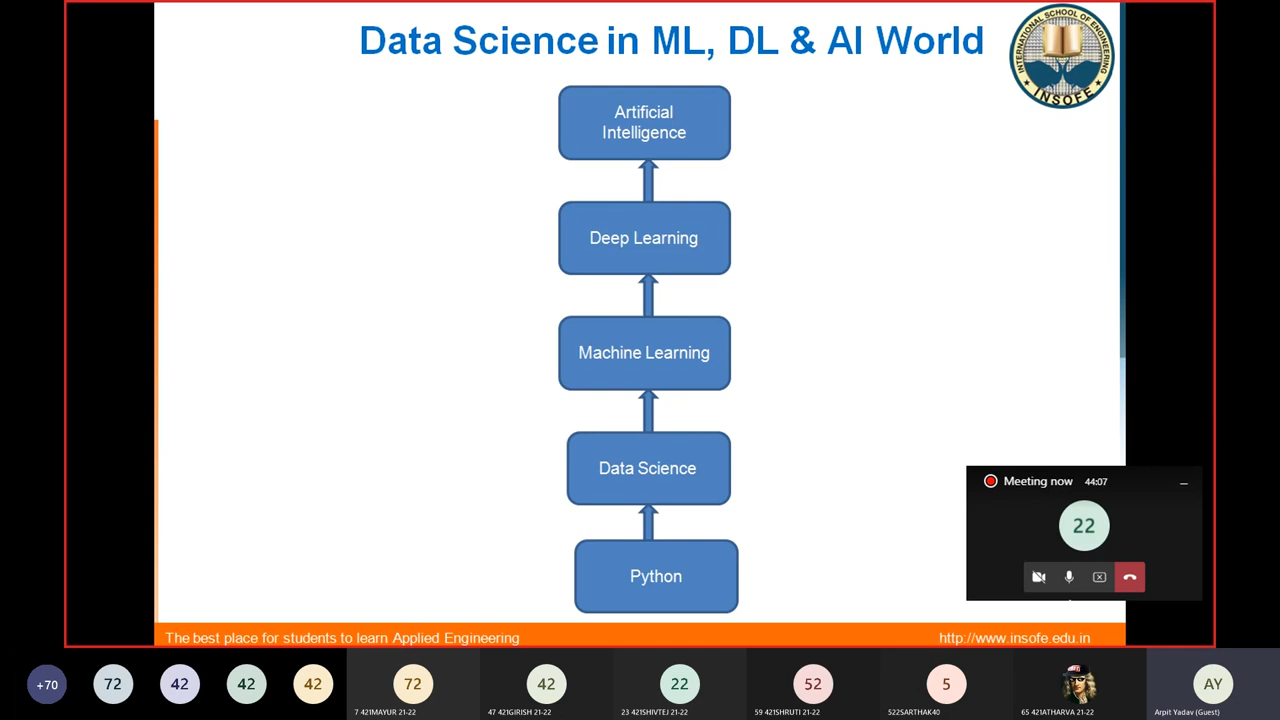 Data Science in ML, DL & AI World
INTERNATIONAL SCHOOL OF ENGINEERING
INSOFE
Artificial
Intelligence
Deep Learning
Machine Learning
Data Science
Python
Meeting now 44:07
22
The best place for students to learn Applied Engineering
http://www.insofe.edu.in
+70
72
42
42
42
72
42
22
52
5
AY
7 421MAYUR 21-22
47 421GIRISH 21-22
23 421SHIVTEJ 21-22
59 421SHRUTI 21-22
522SARTHAK40
65 421ATHARVA 21-22
Arpit Yadav (Guest)